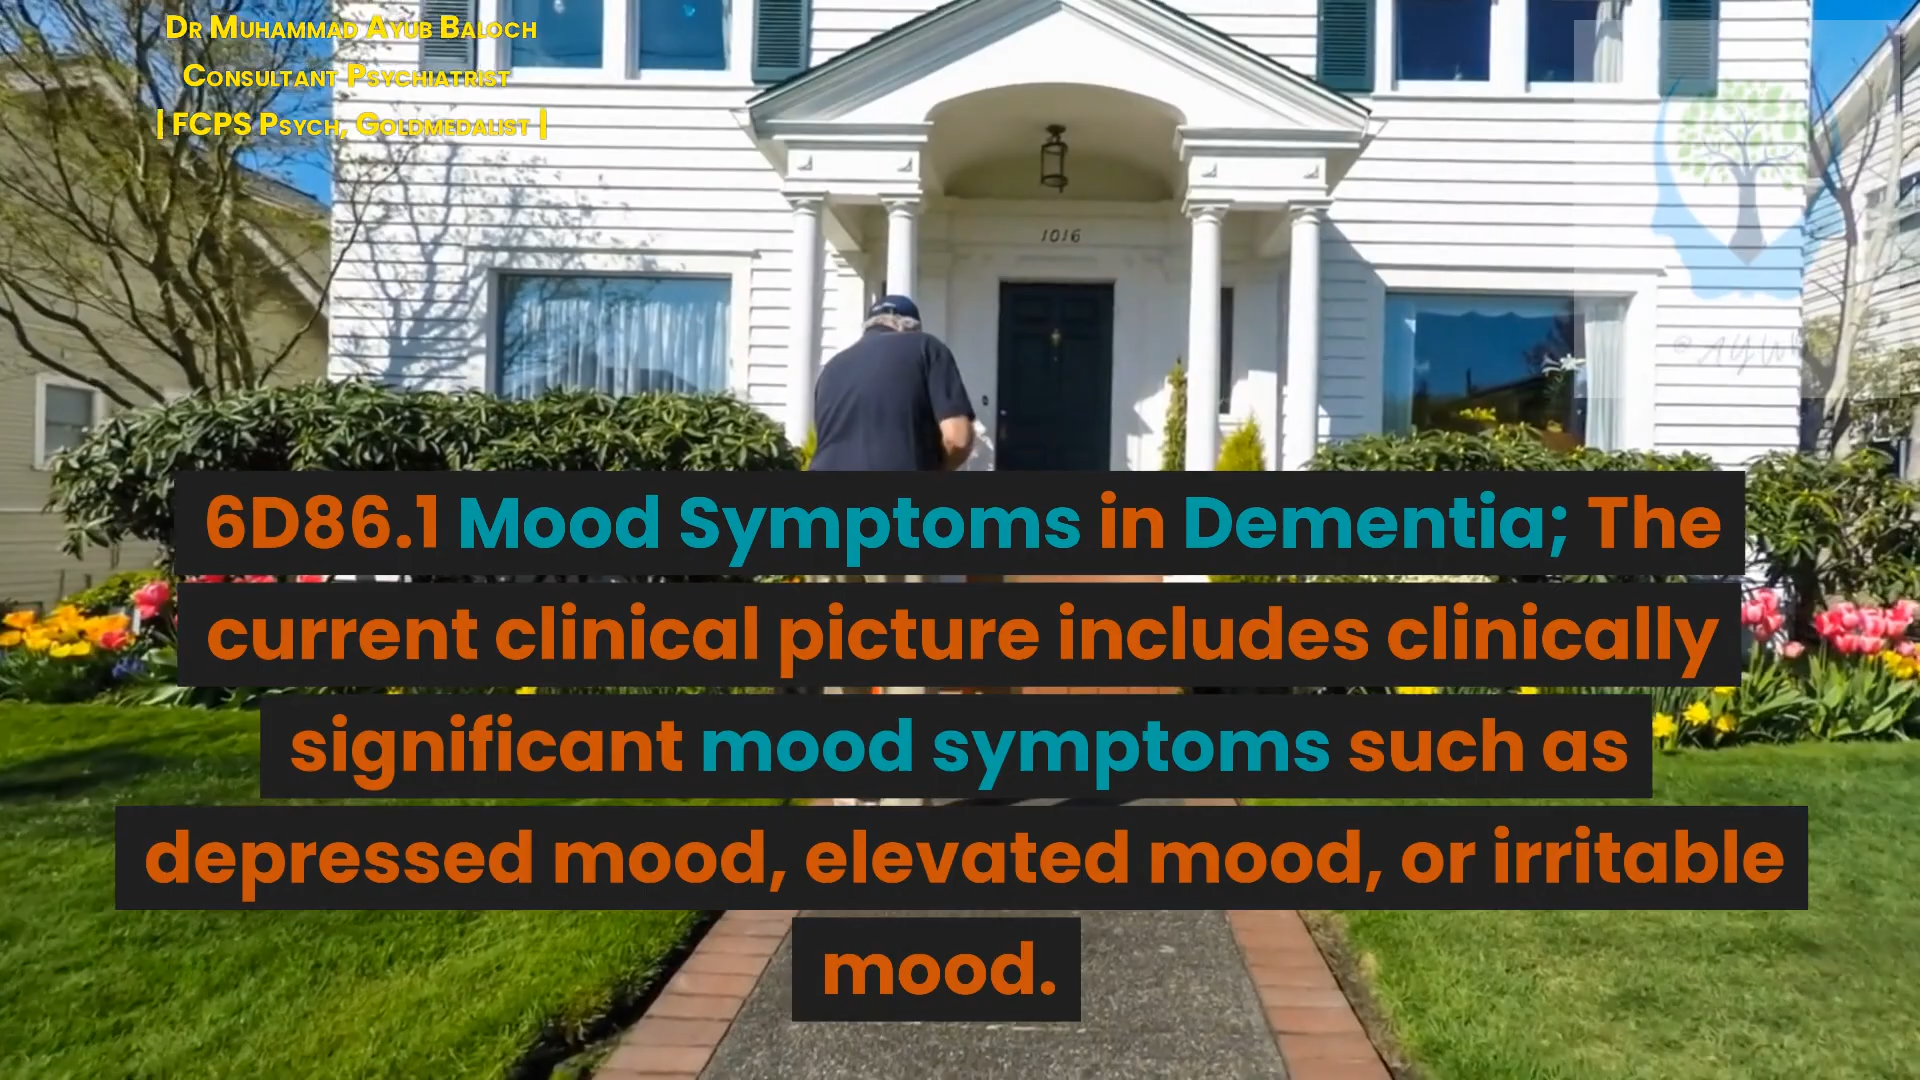 Dr Muhammad Ayub Baloch
Consultant Psychiatrist
| FCPS Psych, Goldmedalist |
1016
6D86.1 Mood Symptoms in Dementia; The
current clinical picture includes clinically
significant mood symptoms such as
depressed mood, elevated mood, or irritable
mood.